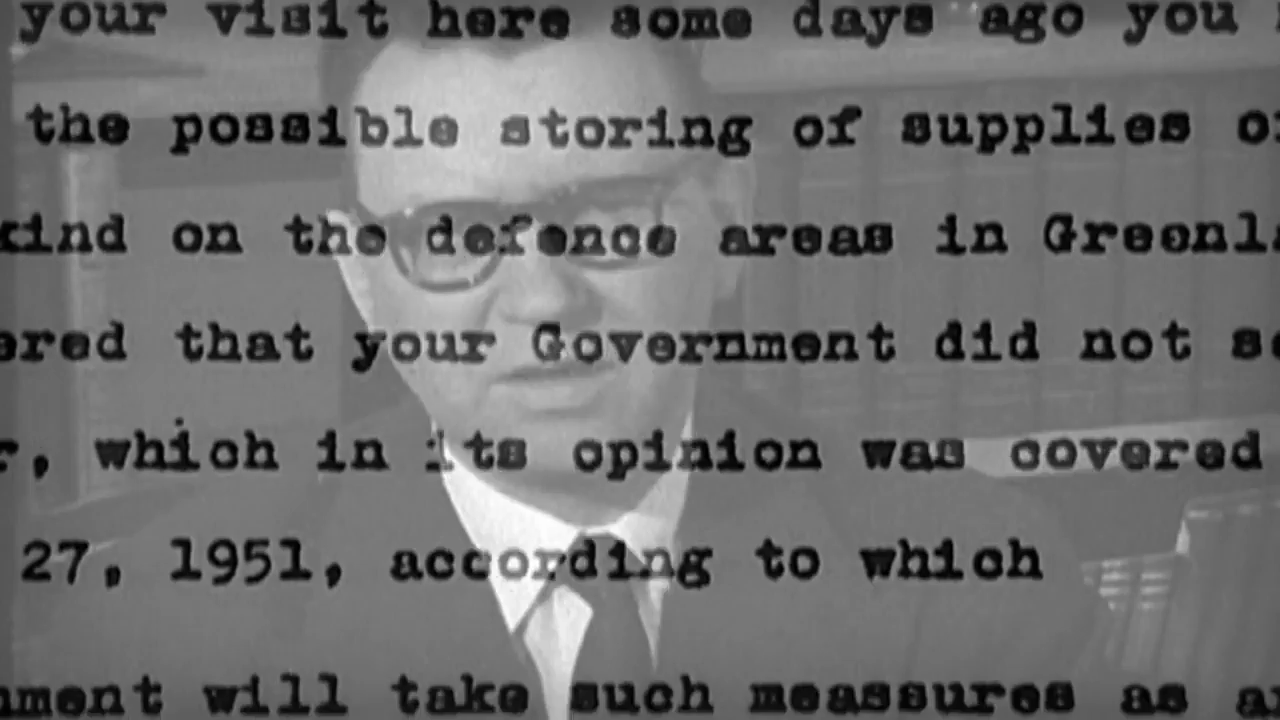 your visit here some days ago you
the possible storing of supplies
kind on the defence areas in Greenl
ered that your Government did not
r, which in its opinion was covered
27, 1951, according to which
nment will take such meassures as